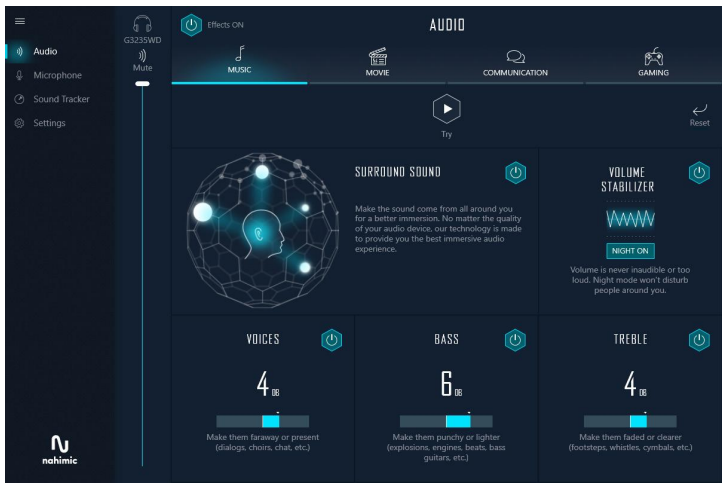 Audio
Microphone
Sound Tracker
Settings
nahimic
G3235WD
Mute
Effects ON
AUDIO
MUSIC
MOVIE
COMMUNICATION
GAMING
Try
Reset
SURROUND SOUND
Make the sound come from all around you
for a better immersion. No matter the quality
of your audio device, our technology is made
to provide you the best immersive audio
experience.
VOLUME
STABILIZER
NIGHT ON
Volume is never inaudible or too
loud. Night mode won't disturb
people around you.
VOICES
4 DB
Make them faraway or present
(dialogs, choirs, chat, etc.)
BASS
6 DB
Make them punchy or lighter
(explosions, engines, beats, bass
guitars, etc.)
TREBLE
4 DB
Make them faded or clearer
(footsteps, whistles, cymbals, etc.)